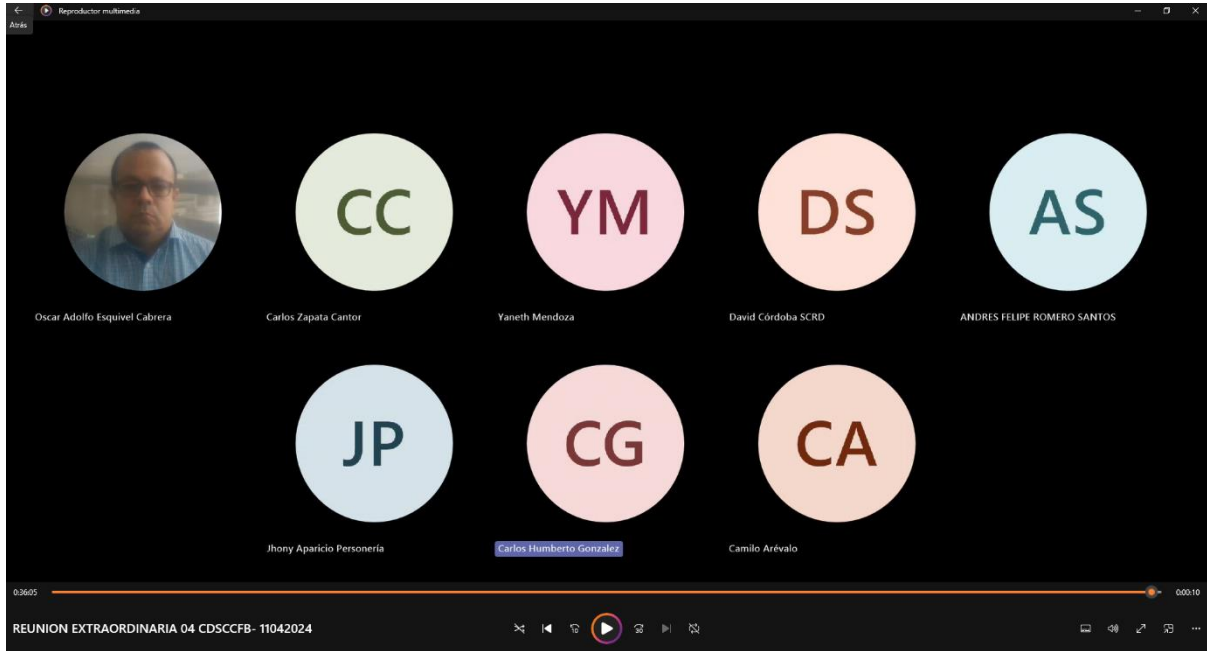 Reproductor multimedia
Atrás
CC
YM
DS
AS
Oscar Adolfo Esquivel Cabrera
Carlos Zapata Cantor
Yaneth Mendoza
David Córdoba SCRD
ANDRES FELIPE ROMERO SANTOS
JP
CG
CA
Jhony Aparicio Personería
Carlos Humberto Gonzalez
Camilo Arévalo
0:36:05
0:00:10
REUNION EXTRAORDINARIA 04 CDSCCFB- 11042024
10
30